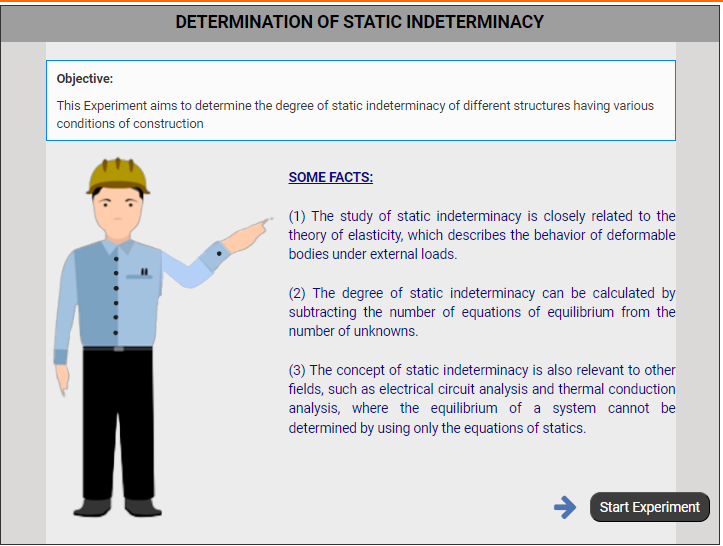 DETERMINATION OF STATIC INDETERMINACY
Objective:
This Experiment aims to determine the degree of static indeterminacy of different structures having various
conditions of construction
SOME FACTS:
(1) The study of static indeterminacy is closely related to the
theory of elasticity, which describes the behavior of deformable
bodies under external loads.
(2) The degree of static indeterminacy can be calculated by
subtracting the number of equations of equilibrium from the
number of unknowns.
(3) The concept of static indeterminacy is also relevant to other
fields, such as electrical circuit analysis and thermal conduction
analysis, where the equilibrium of a system cannot be
determined by using only the equations of statics.
Start Experiment